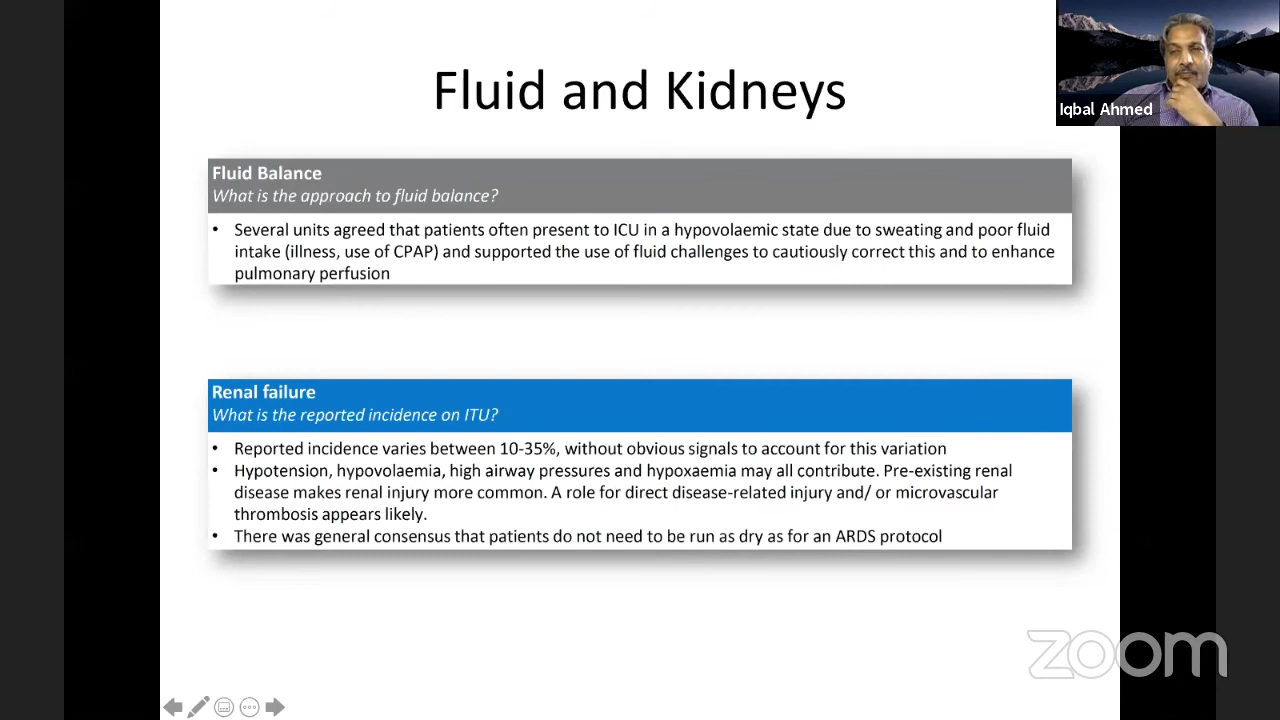 Fluid and Kidneys
Iqbal Ahmed
Fluid Balance
What is the approach to fluid balance?
• Several units agreed that patients often present to ICU in a hypovolaemic state due to sweating and poor fluid
intake (illness, use of CPAP) and supported the use of fluid challenges to cautiously correct this and to enhance
pulmonary perfusion
Renal failure
What is the reported incidence on ITU?
• Reported incidence varies between 10-35%, without obvious signals to account for this variation
• Hypotension, hypovolaemia, high airway pressures and hypoxaemia may all contribute. Pre-existing renal
disease makes renal injury more common. A role for direct disease-related injury and/ or microvascular
thrombosis appears likely.
• There was general consensus that patients do not need to be run as dry as for an ARDS protocol
zoom